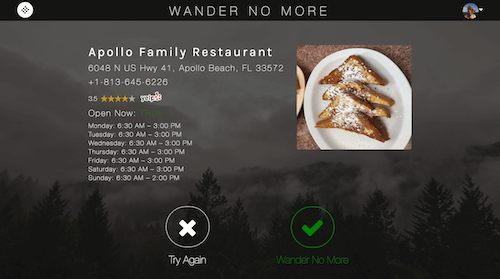 WANDER NO MORE
Apollo Family Restaurant
6048 N US Hwy 41, Apollo Beach, FL 33572
+1-813-645-6226
3.5 yelp
Open Now:
Monday: 6:30 AM – 3:00 PM
Tuesday: 6:30 AM – 3:00 PM
Wednesday: 6:30 AM – 3:00 PM
Thursday: 6:30 AM – 3:00 PM
Friday: 6:30 AM – 3:00 PM
Saturday: 6:30 AM – 3:00 PM
Sunday: 6:30 AM – 2:00 PM
Try Again
Wander No More